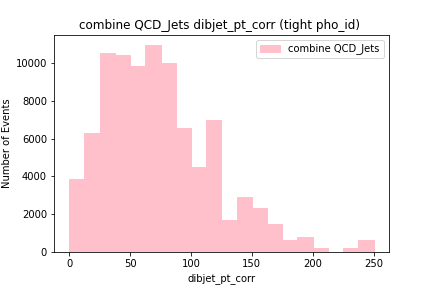 combine QCD_Jets dibjet_pt_corr (tight pho_id)
combine QCD_Jets
Number of Events
10000
8000
6000
4000
2000
0
0 50 100 150 200 250
dibjet_pt_corr